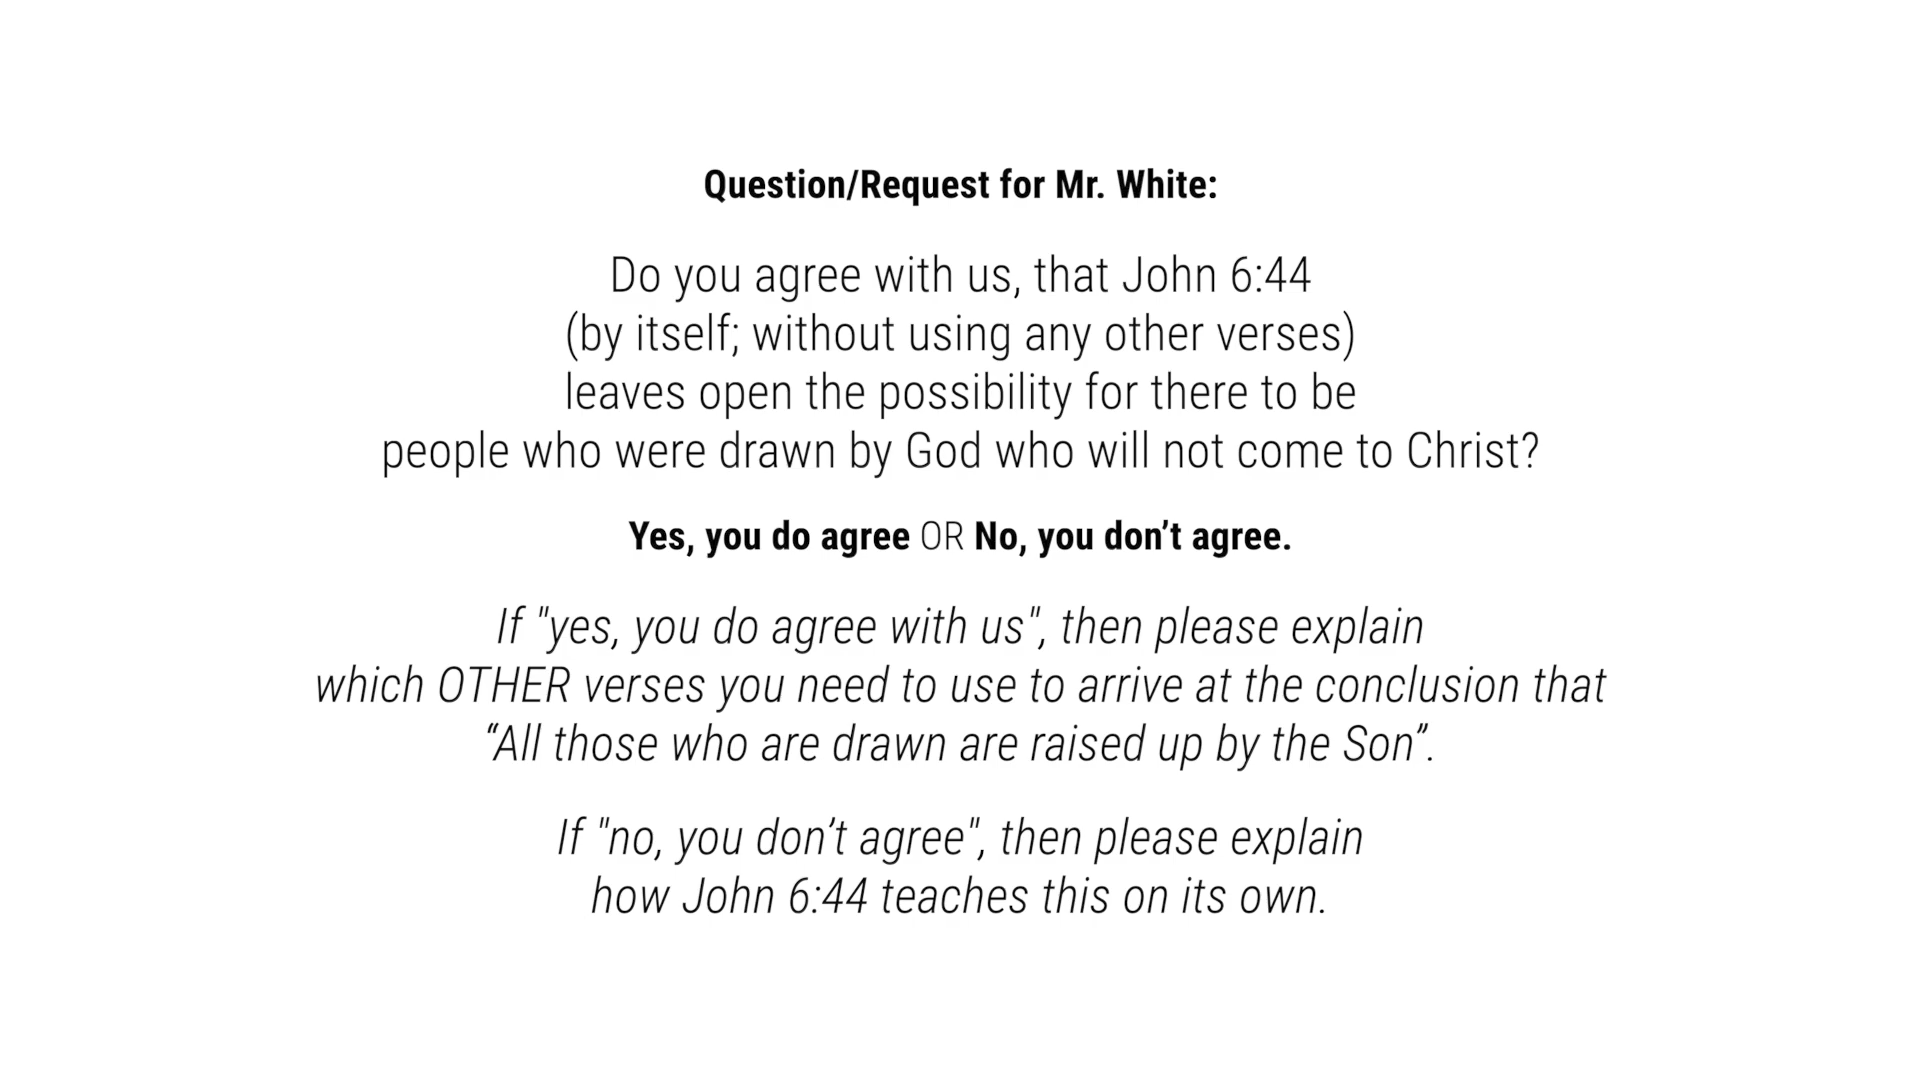 Question/Request for Mr. White:
Do you agree with us, that John 6:44
(by itself; without using any other verses)
leaves open the possibility for there to be
people who were drawn by God who will not come to Christ?
Yes, you do agree OR No, you don’t agree.
If "yes, you do agree with us", then please explain
which OTHER verses you need to use to arrive at the conclusion that
“All those who are drawn are raised up by the Son”.
If "no, you don’t agree", then please explain
how John 6:44 teaches this on its own.